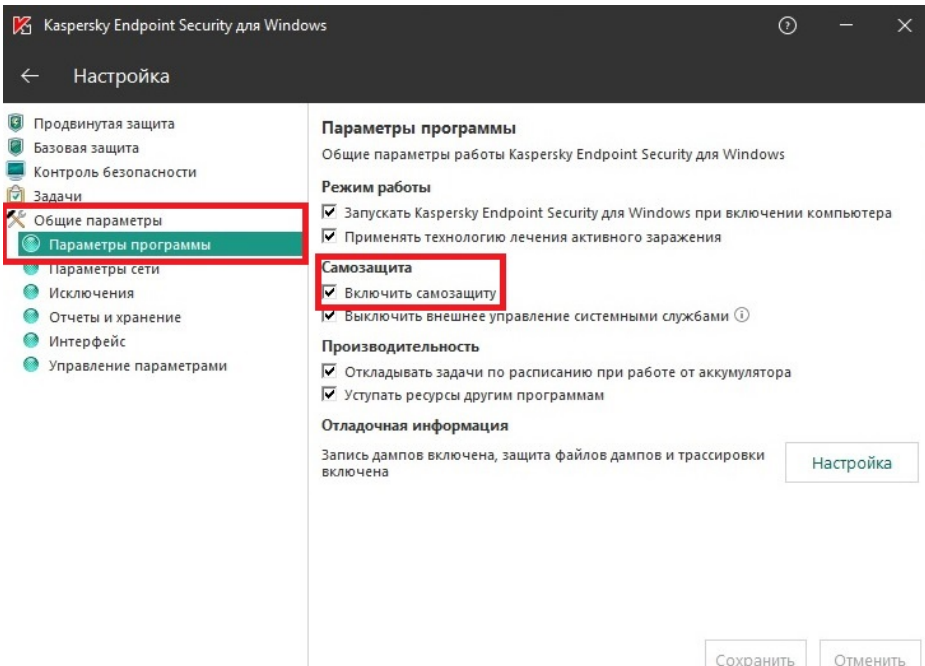 Kaspersky Endpoint Security для Windows
Настройка
Продвинутая защита
Базовая защита
Контроль безопасности
Задачи
Общие параметры
Параметры программы
Параметры сети
Исключения
Отчеты и хранение
Интерфейс
Управление параметрами
Параметры программы
Общие параметры работы Kaspersky Endpoint Security для Windows
Режим работы
Запускать Kaspersky Endpoint Security для Windows при включении компьютера
Применять технологию лечения активного заражения
Самозащита
Включить самозащиту
Выключить внешнее управление системными службами
Производительность
Откладывать задачи по расписанию при работе от аккумулятора
Уступать ресурсы другим программам
Отладочная информация
Запись дампов включена, защита файлов дампов и трассировки
включена
Настройка
Сохранить
Отменить